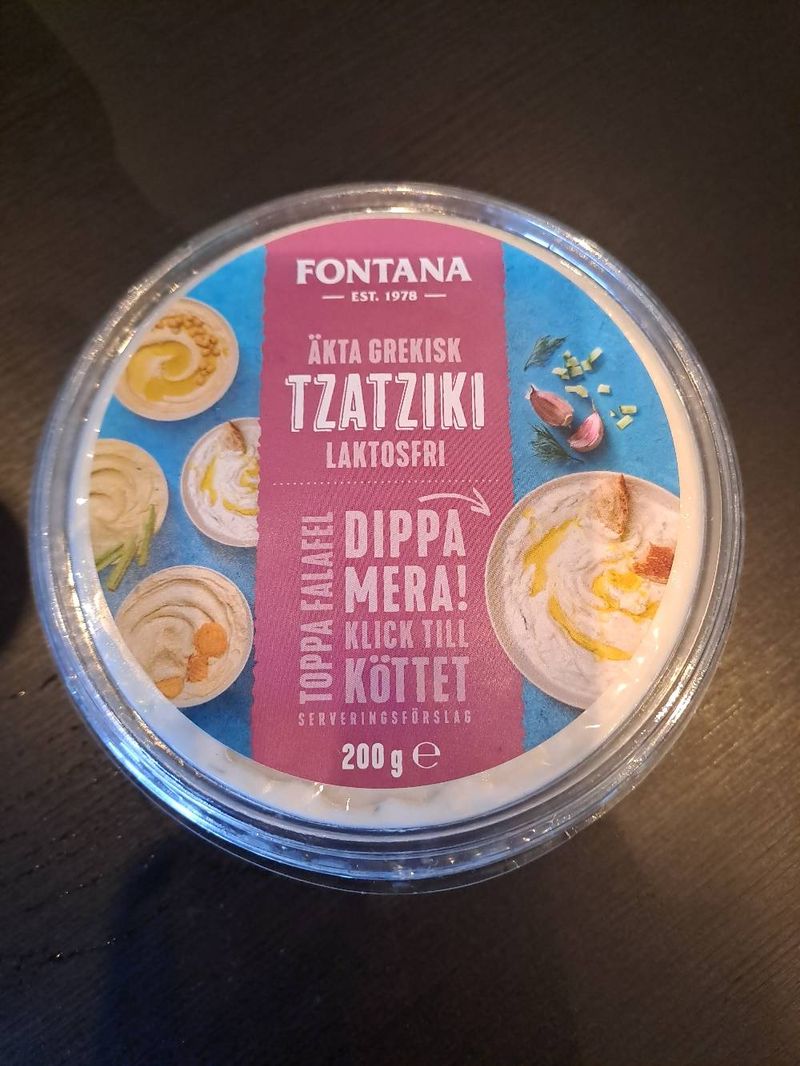 FONTANA
EST. 1978
ÄKTA GREKISK
TZATZIKI
LAKTOSFRI
TOPPA FALAFEL
DIPPA
MERA!
KLICK TILL
KÖTTET
SERVERINGSFÖRSLAG
200 g ℮